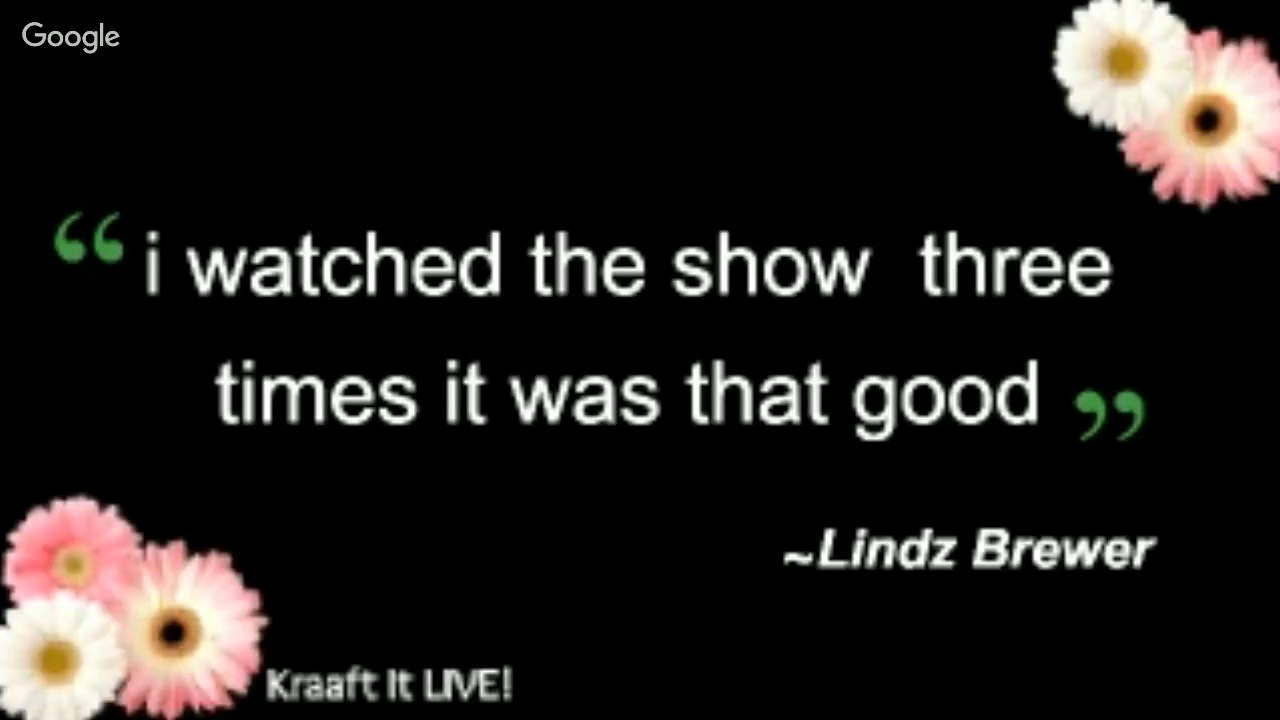 Google
“i watched the show  three
times it was that good”
~Lindz Brewer
Kraaft It LIVE!